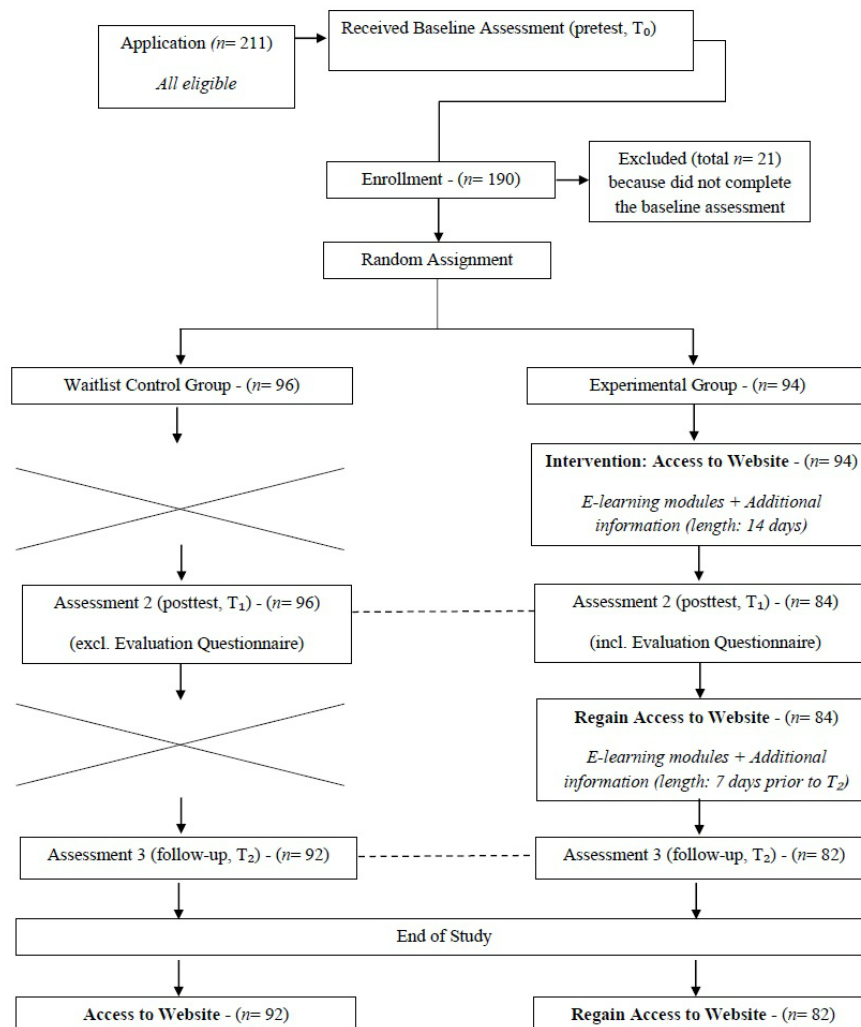 Application (n= 211)
All eligible
Received Baseline Assessment (pretest, T₀)
Enrollment - (n= 190)
Excluded (total n= 21)
because did not complete
the baseline assessment
Random Assignment
Waitlist Control Group - (n= 96)
Experimental Group - (n= 94)
Intervention: Access to Website - (n= 94)
E-learning modules + Additional
information (length: 14 days)
Assessment 2 (posttest, T₁) - (n= 96)
(excl. Evaluation Questionnaire)
Assessment 2 (posttest, T₁) - (n= 84)
(incl. Evaluation Questionnaire)
Regain Access to Website - (n= 84)
E-learning modules + Additional
information (length: 7 days prior to T₂)
Assessment 3 (follow-up, T₂) - (n= 92)
Assessment 3 (follow-up, T₂) - (n= 82)
End of Study
Access to Website - (n= 92)
Regain Access to Website - (n= 82)